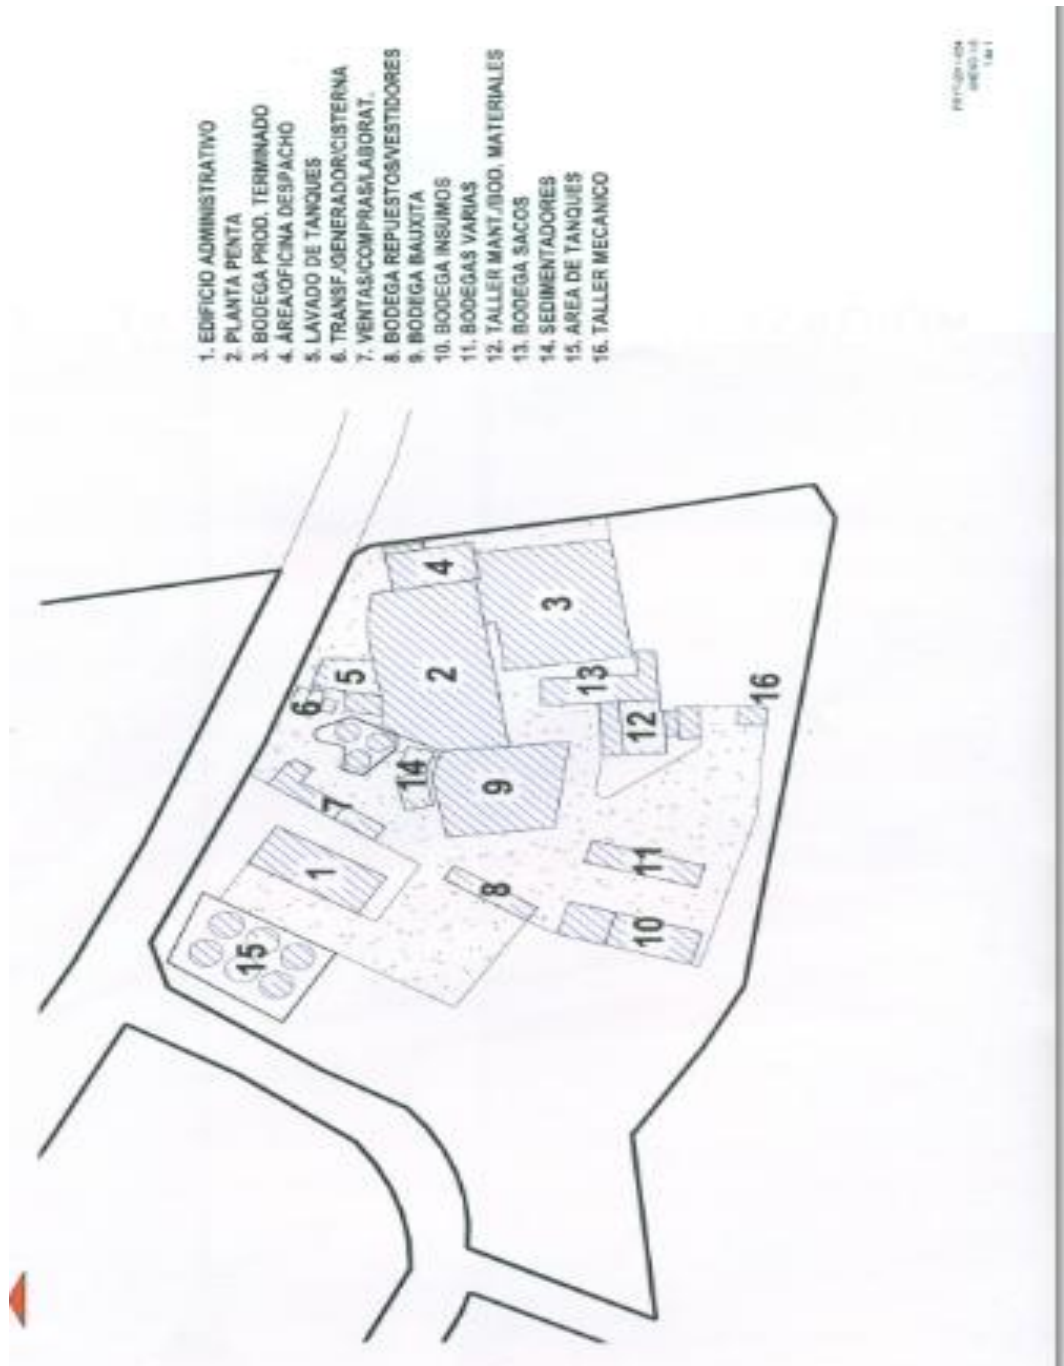 1. EDIFICIO ADMINISTRATIVO
2. PLANTA PENTA
3. BODEGA PROD. TERMINADO
4. ÁREA/OFICINA DESPACHO
5. LAVADO DE TANQUES
6. TRANSF./GENERADOR/CISTERNA
7. VENTAS/COMPRAS/LABORAT.
8. BODEGA REPUESTOS/VESTIDORES
9. BODEGA BAUXITA
10. BODEGA INSUMOS
11. BODEGAS VARIAS
12. TALLER MANT./BOD. MATERIALES
13. BODEGA SACOS
14. SEDIMENTADORES
15. AREA DE TANQUES
16. TALLER MECANICO
15
1
7
6
5
14
8
9
2
4
3
13
10
11
12
16